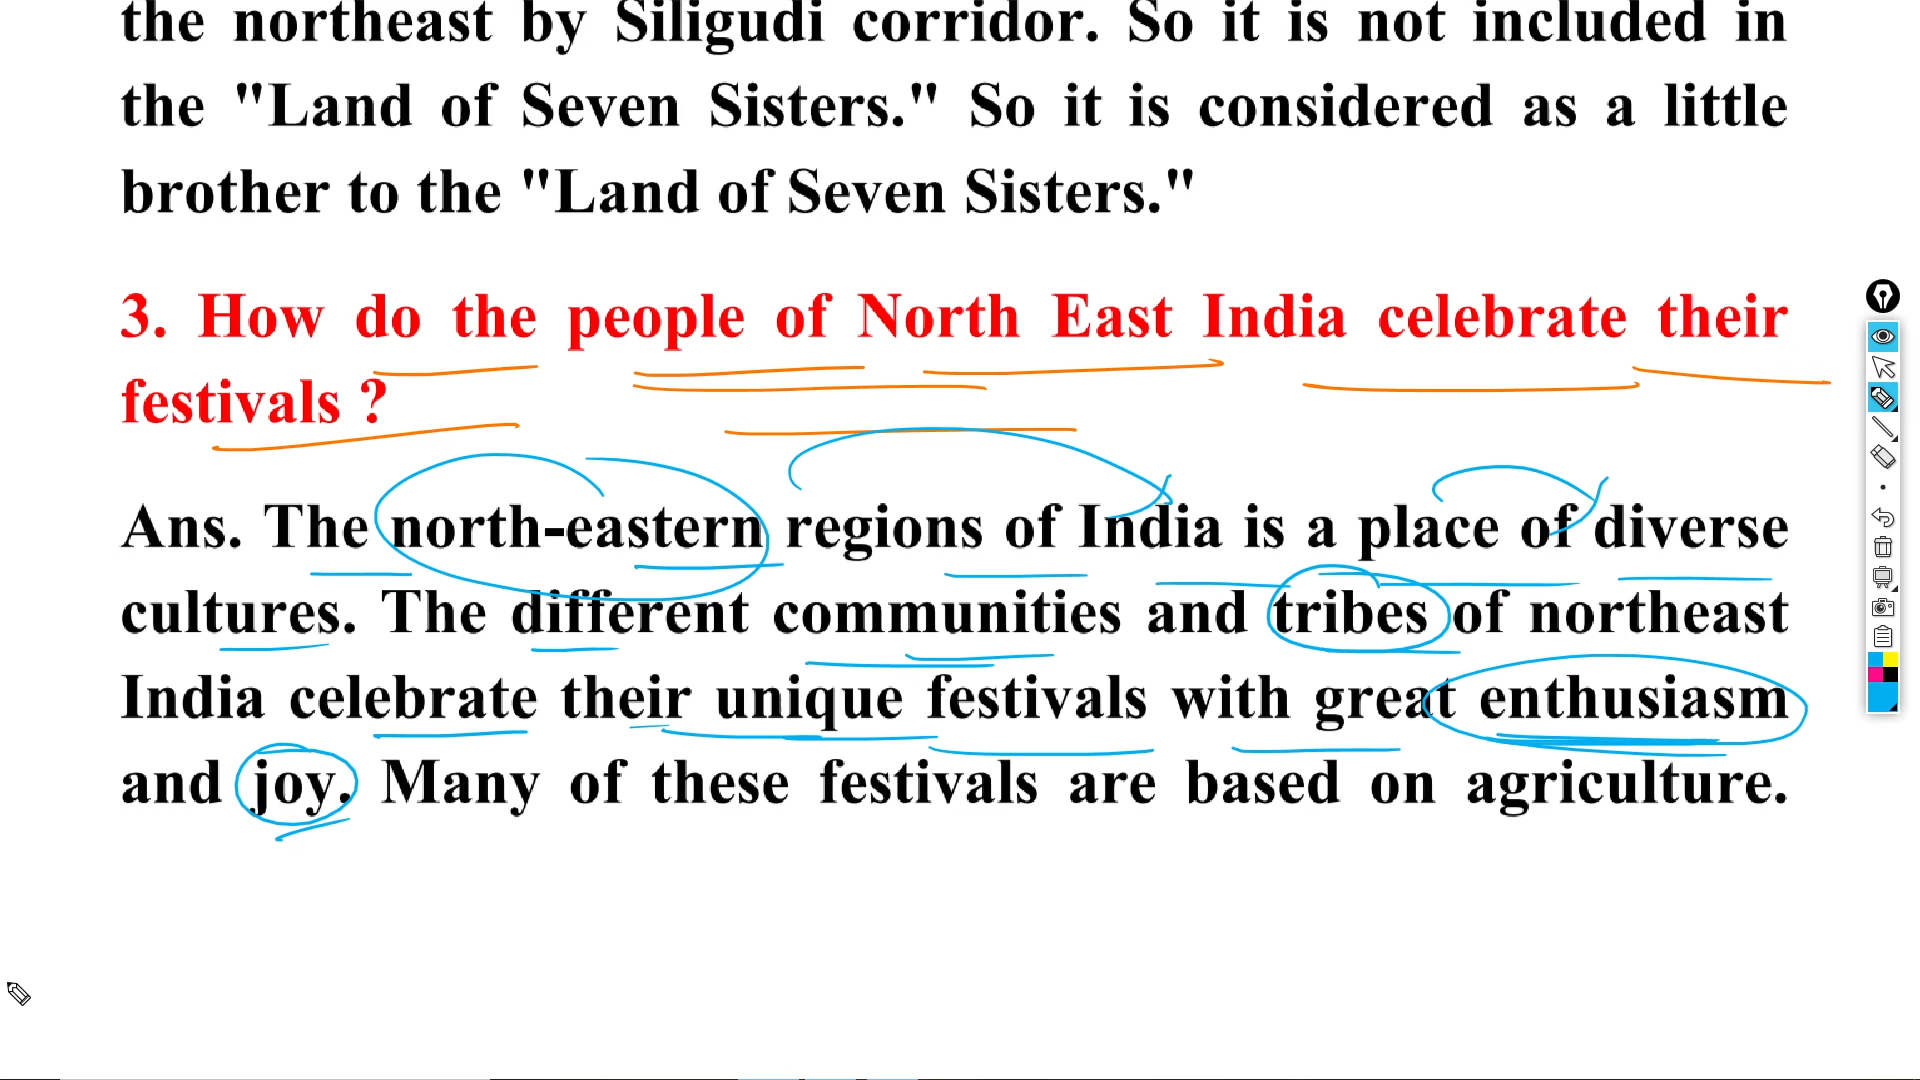 the northeast by Siligudi corridor. So it is not included in
the "Land of Seven Sisters." So it is considered as a little
brother to the "Land of Seven Sisters."
3. How do the people of North East India celebrate their
festivals ?
Ans. The north-eastern regions of India is a place of diverse
cultures. The different communities and tribes of northeast
India celebrate their unique festivals with great enthusiasm
and joy. Many of these festivals are based on agriculture.